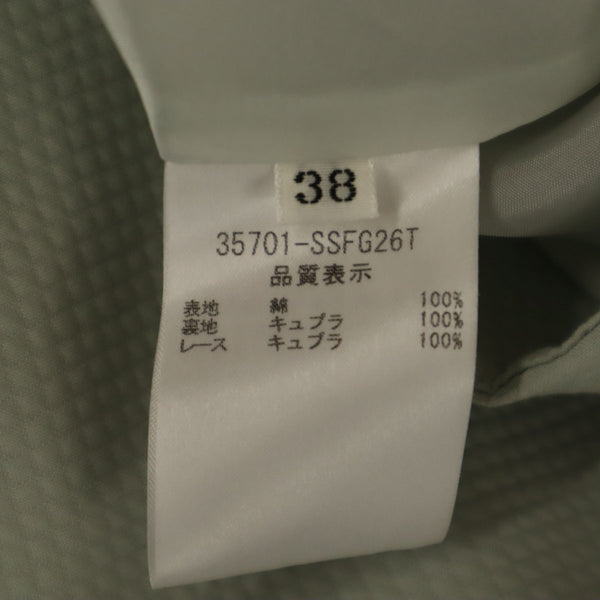 38
35701-SSFG26T
品質表示
表地 綿 100%
裏地 キュプラ 100%
レース キュプラ 100%